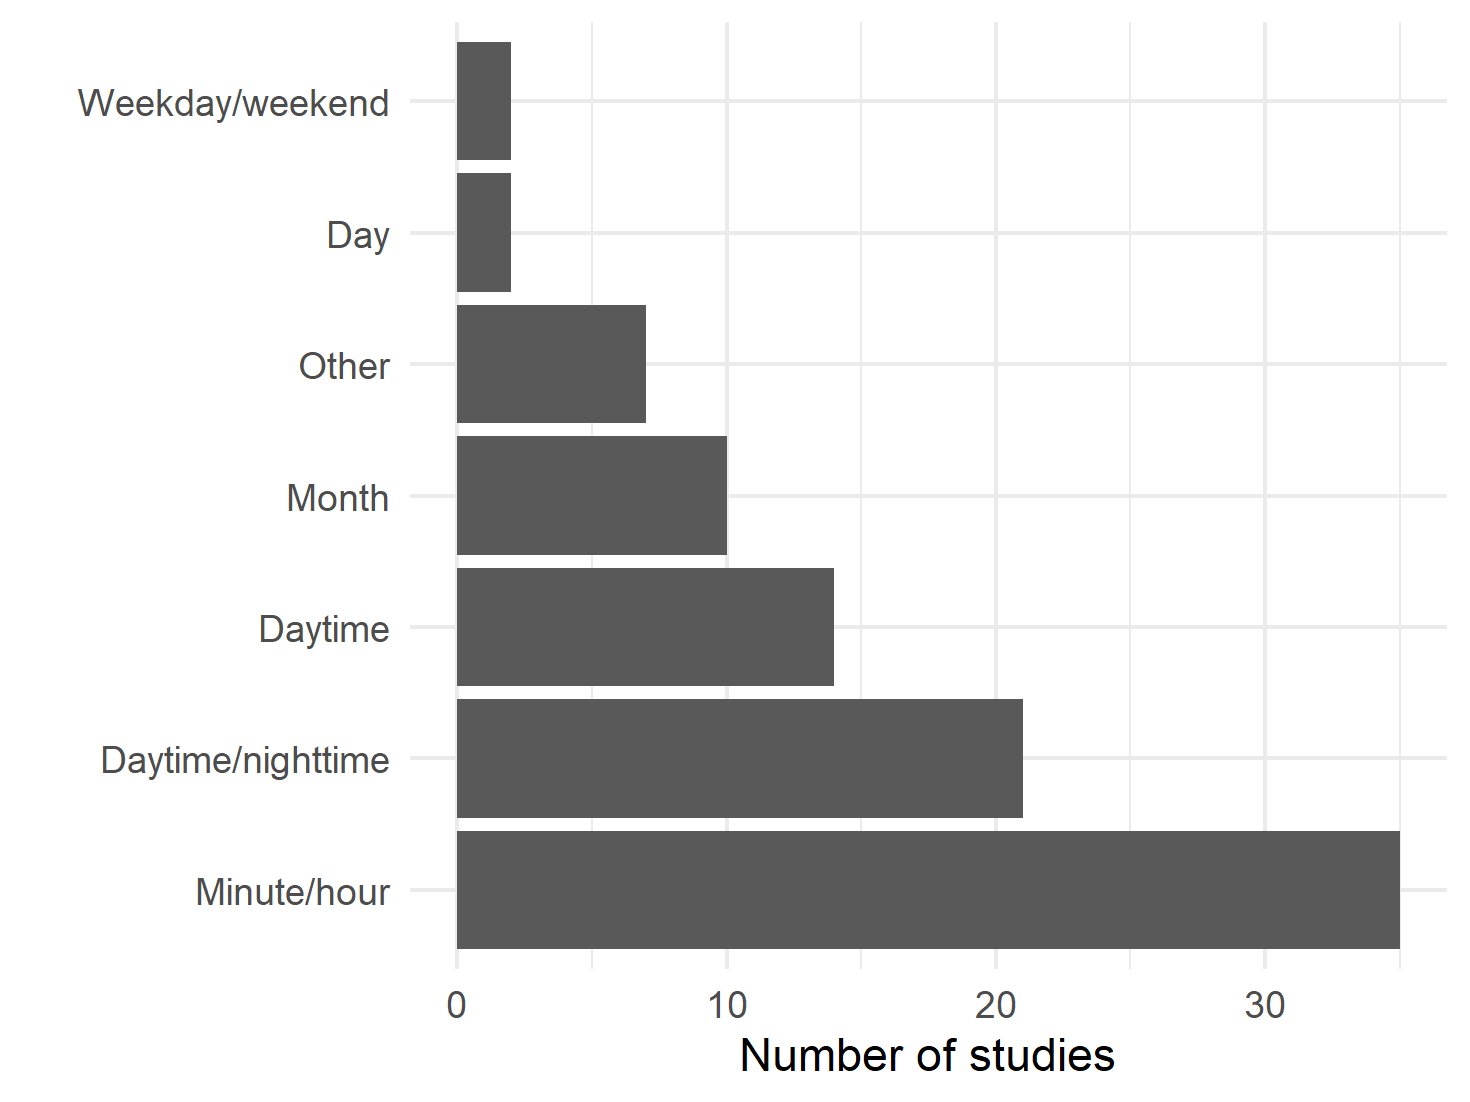 Weekday/weekend
Day
Other
Month
Daytime
Daytime/nighttime
Minute/hour
0 10 20 30
Number of studies